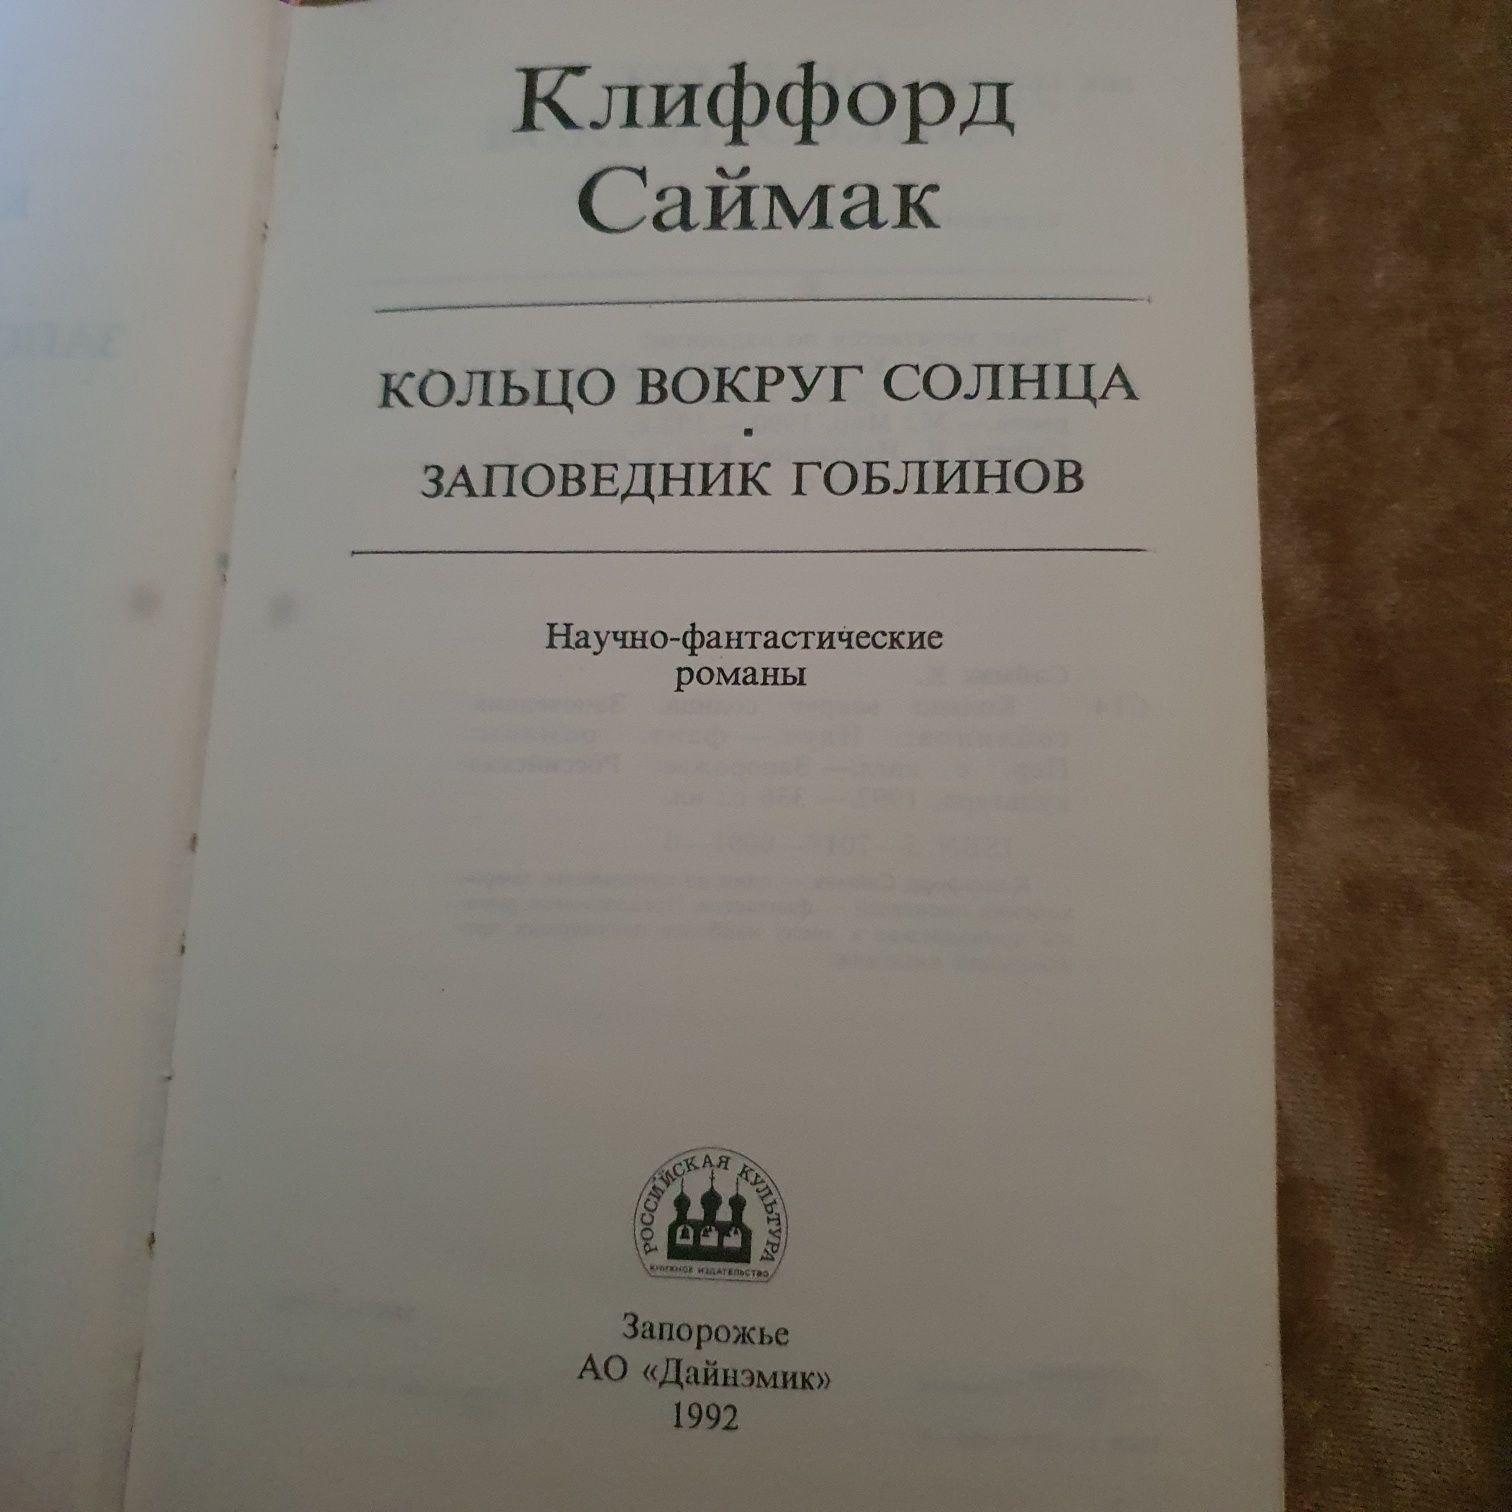 Клиффорд
Саймак
КОЛЬЦО ВОКРУГ СОЛНЦА
ЗАПОВЕДНИК ГОБЛИНОВ
Научно-фантастические
романы
РОССИЙСКАЯ КУЛЬТУРА
КНИЖНОЕ ИЗДАТЕЛЬСТВО
Запорожье
АО «Дайнэмик»
1992